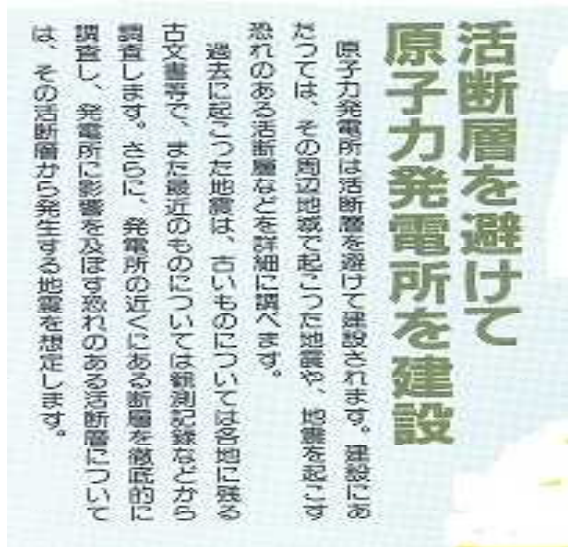 活断層を避けて
原子力発電所を建設
原子力発電所は活断層を避けて建設されます。建設にあ
たっては、その周辺地域で起こった地震や、地震を起こす
恐れのある活断層などを詳細に調べます。
過去に起こった地震は、古いものについては各地に残る
古文書等で、また最近のものについては観測記録などから
調査します。さらに、発電所の近くにある断層を徹底的に
調査し、発電所に影響を及ぼす恐れのある活断層について
は、その活断層から発生する地震を想定します。